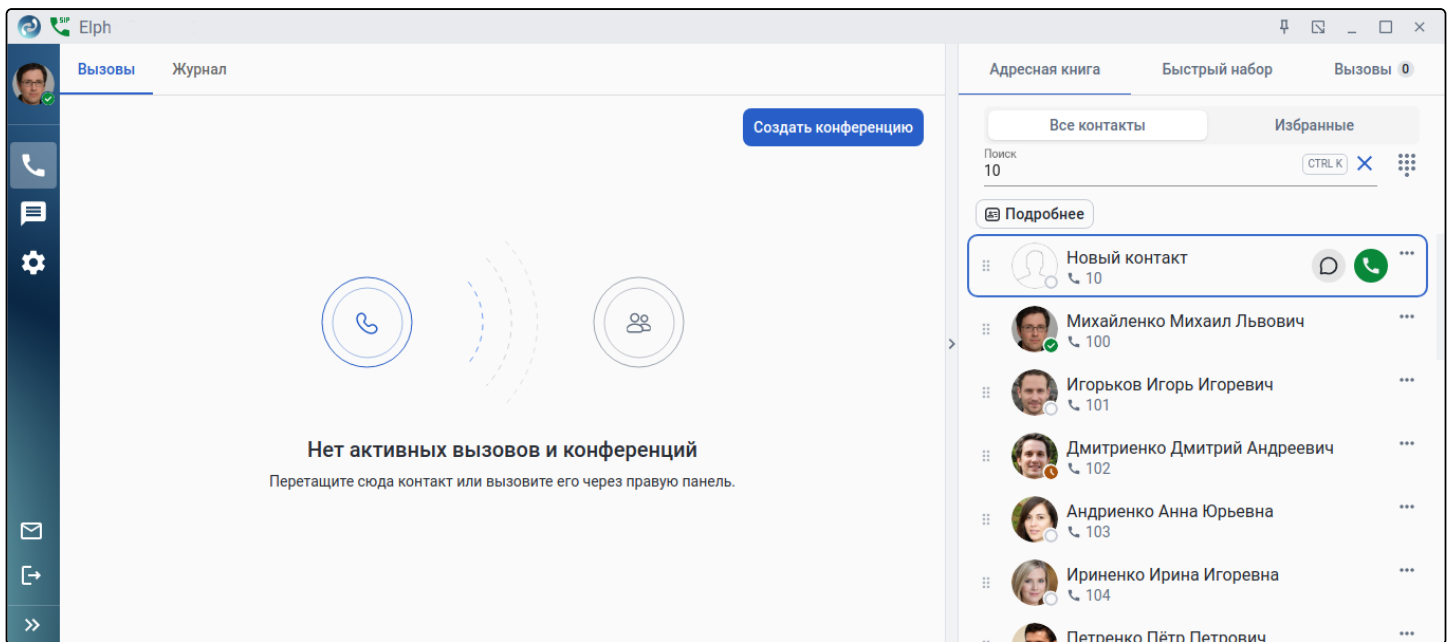 SIP Elph
Вызовы Журнал
Адресная книга Быстрый набор Вызовы 0
Создать конференцию
Все контакты Избранные
Поиск
10 CTRL K
Подробнее
Новый контакт
10
Михайленко Михаил Львович
100
Игорьков Игорь Игоревич
101
Дмитриенко Дмитрий Андреевич
102
Андриенко Анна Юрьевна
103
Ириненко Ирина Игоревна
104
Петренко Пётр Петрович
Нет активных вызовов и конференций
Перетащите сюда контакт или вызовите его через правую панель.